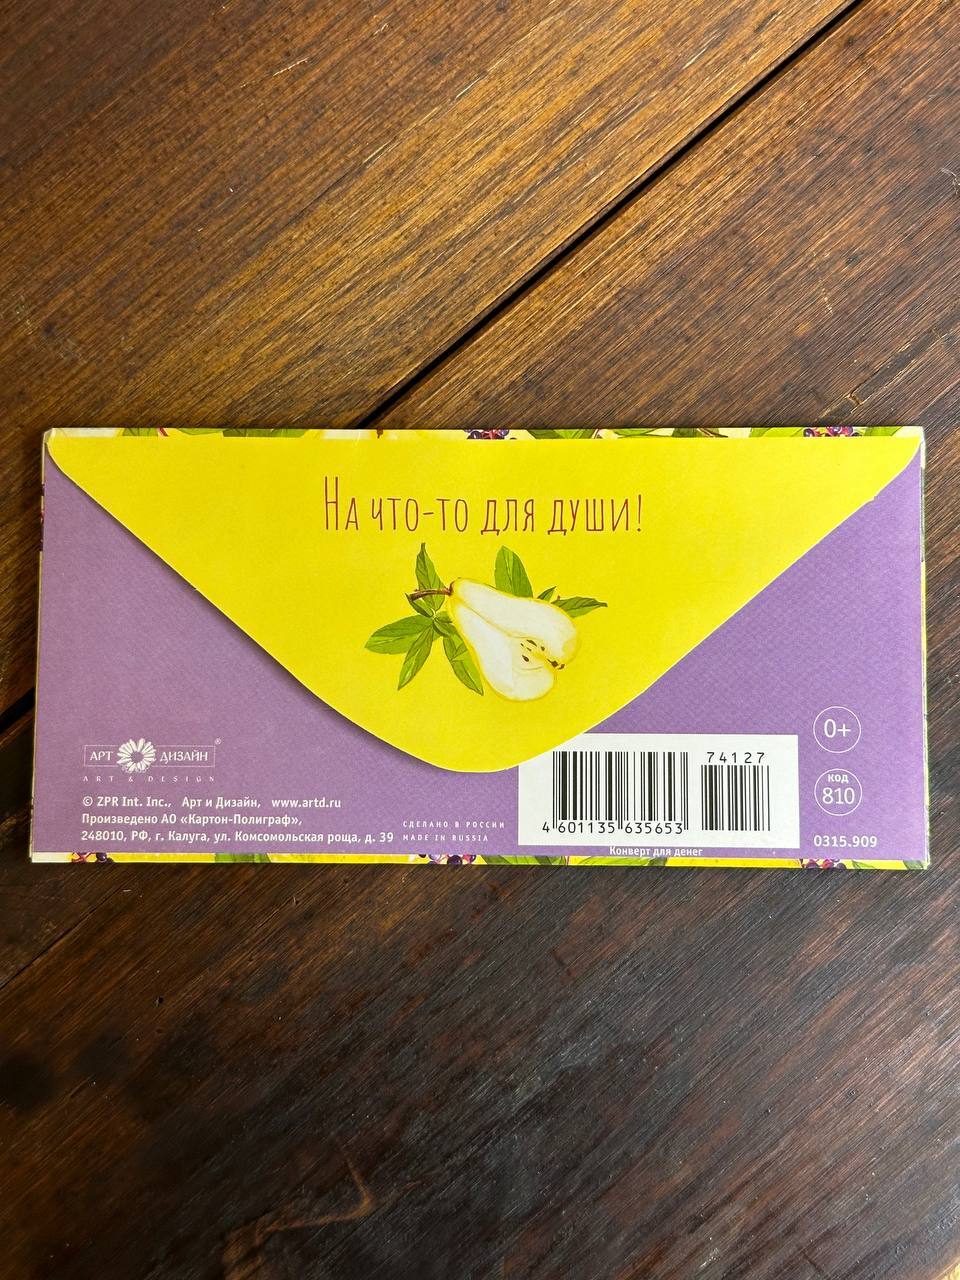 На что-то для души!
АРТ ДИЗАЙН®
ART & DESIGN
© ZPR Int. Inc., Арт и Дизайн, www.artd.ru
Произведено АО «Картон-Полиграф»,
248010, РФ, г. Калуга, ул. Комсомольская роща, д. 39
СДЕЛАНО В РОССИИ
MADE IN RUSSIA
74127
4 601135 635653
Конверт для денег
0+
код
810
0315.909